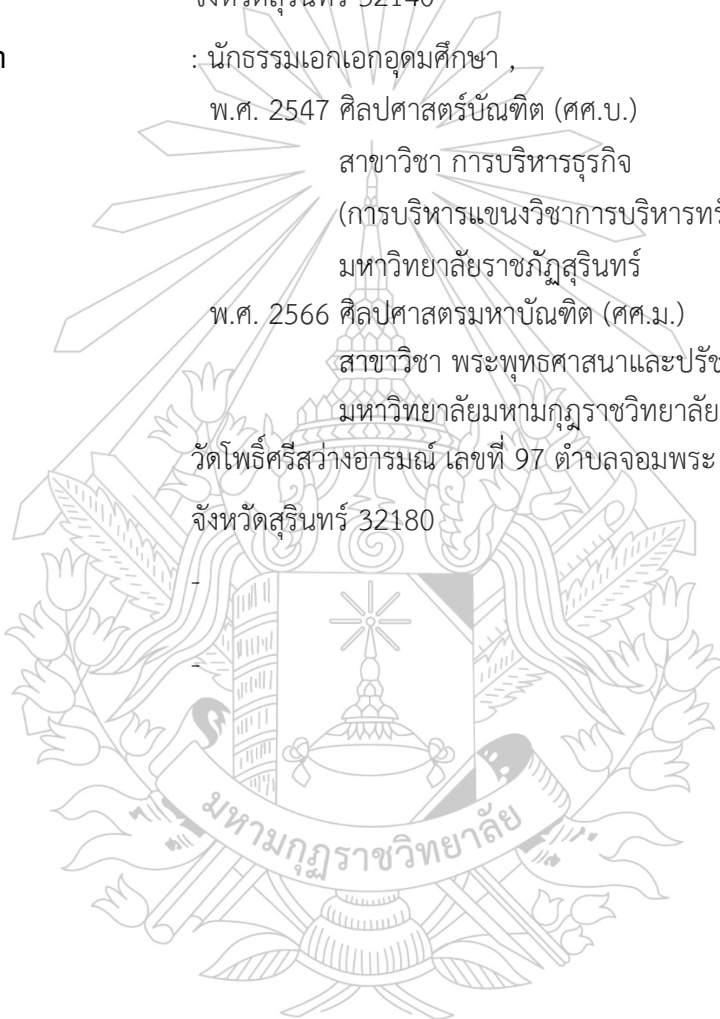 จังหวัดสุรินทร์ 32140
: นักธรรมเอกเอกอุดมศึกษา ,
พ.ศ. 2547 ศิลปศาสตร์บัณฑิต (ศศ.บ.)
สาขาวิชา การบริหารธุรกิจ
(การบริหารแขนงวิชาการบริหารทรั
มหาวิทยาลัยราชภัฏสุรินทร์
พ.ศ. 2566 ศิลปศาสตรมหาบัณฑิต (ศศ.ม.)
สาขาวิชา พระพุทธศาสนาและปรัช
มหาวิทยาลัยมหามกุฏราชวิทยาลัย
วัดโพธิ์ศรีสว่างอารมณ์ เลขที่ 97 ตำบลจอมพระ
จังหวัดสุรินทร์ 32180
-
-
มหามกุฏราชวิทยาลัย